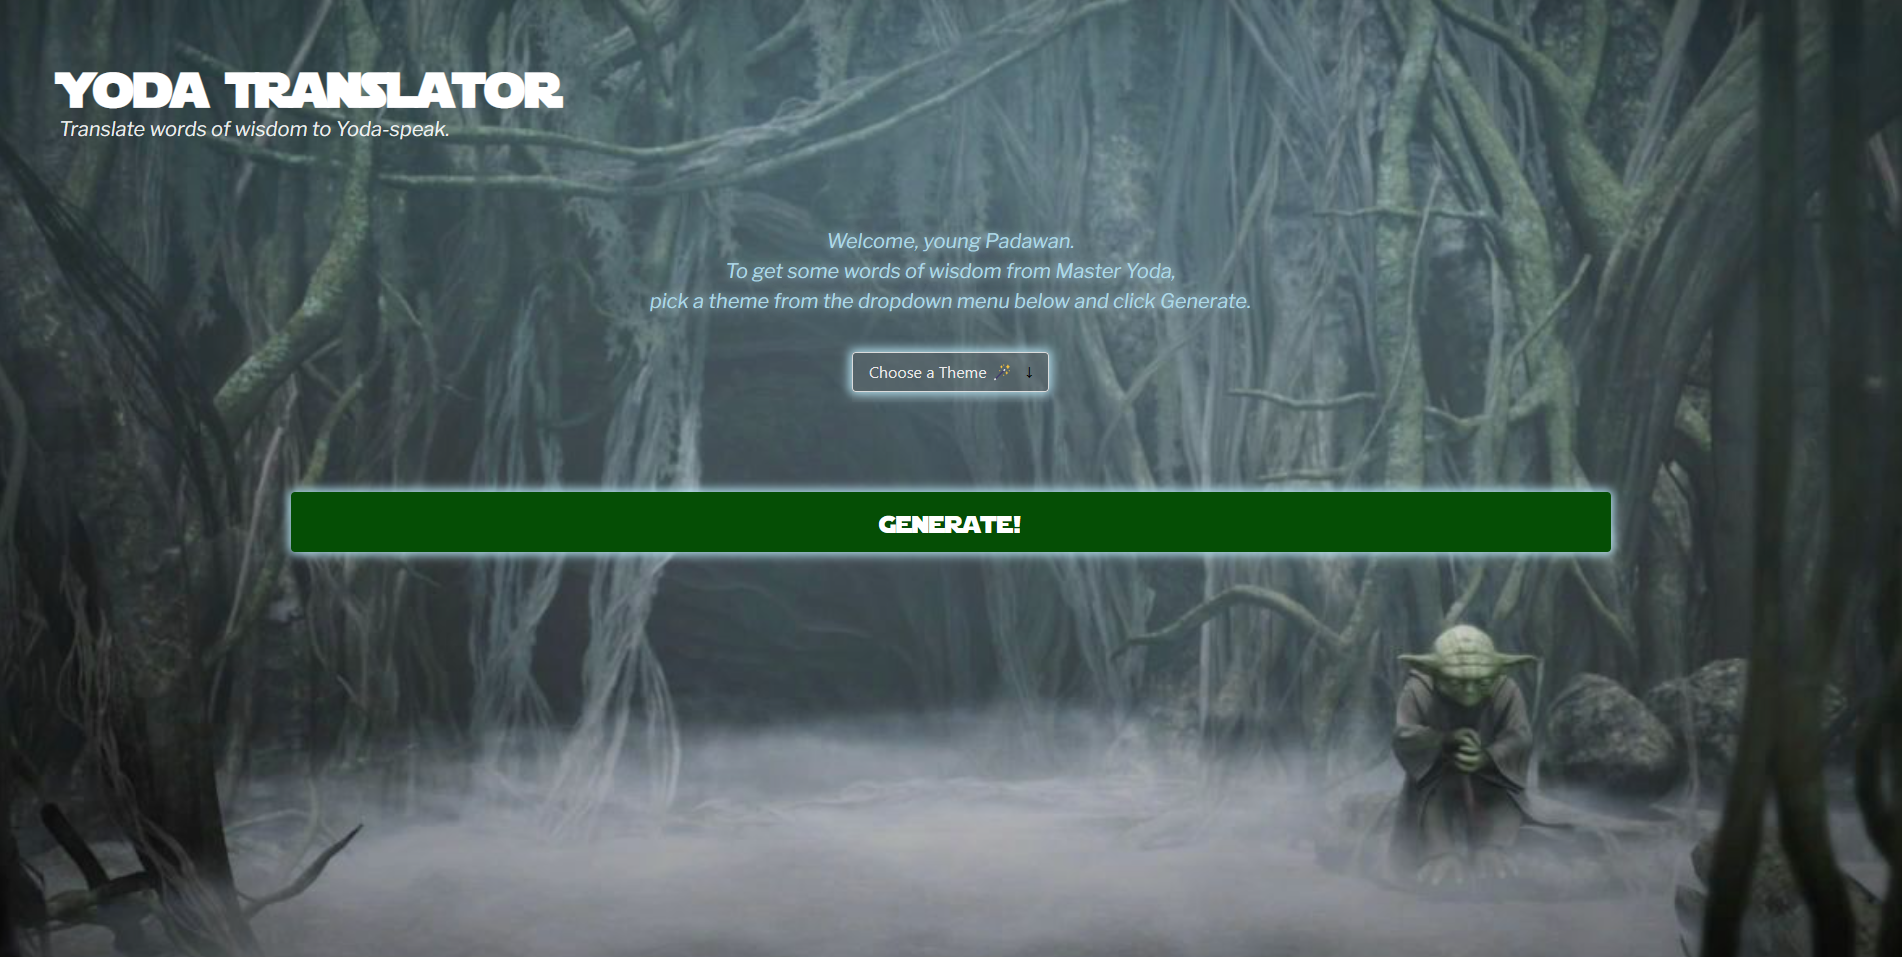 YODA TRANSLATOR
Translate words of wisdom to Yoda-speak.
Welcome, young Padawan.
To get some words of wisdom from Master Yoda,
pick a theme from the dropdown menu below and click Generate.
Choose a Theme 🪄 ↓
GENERATE!